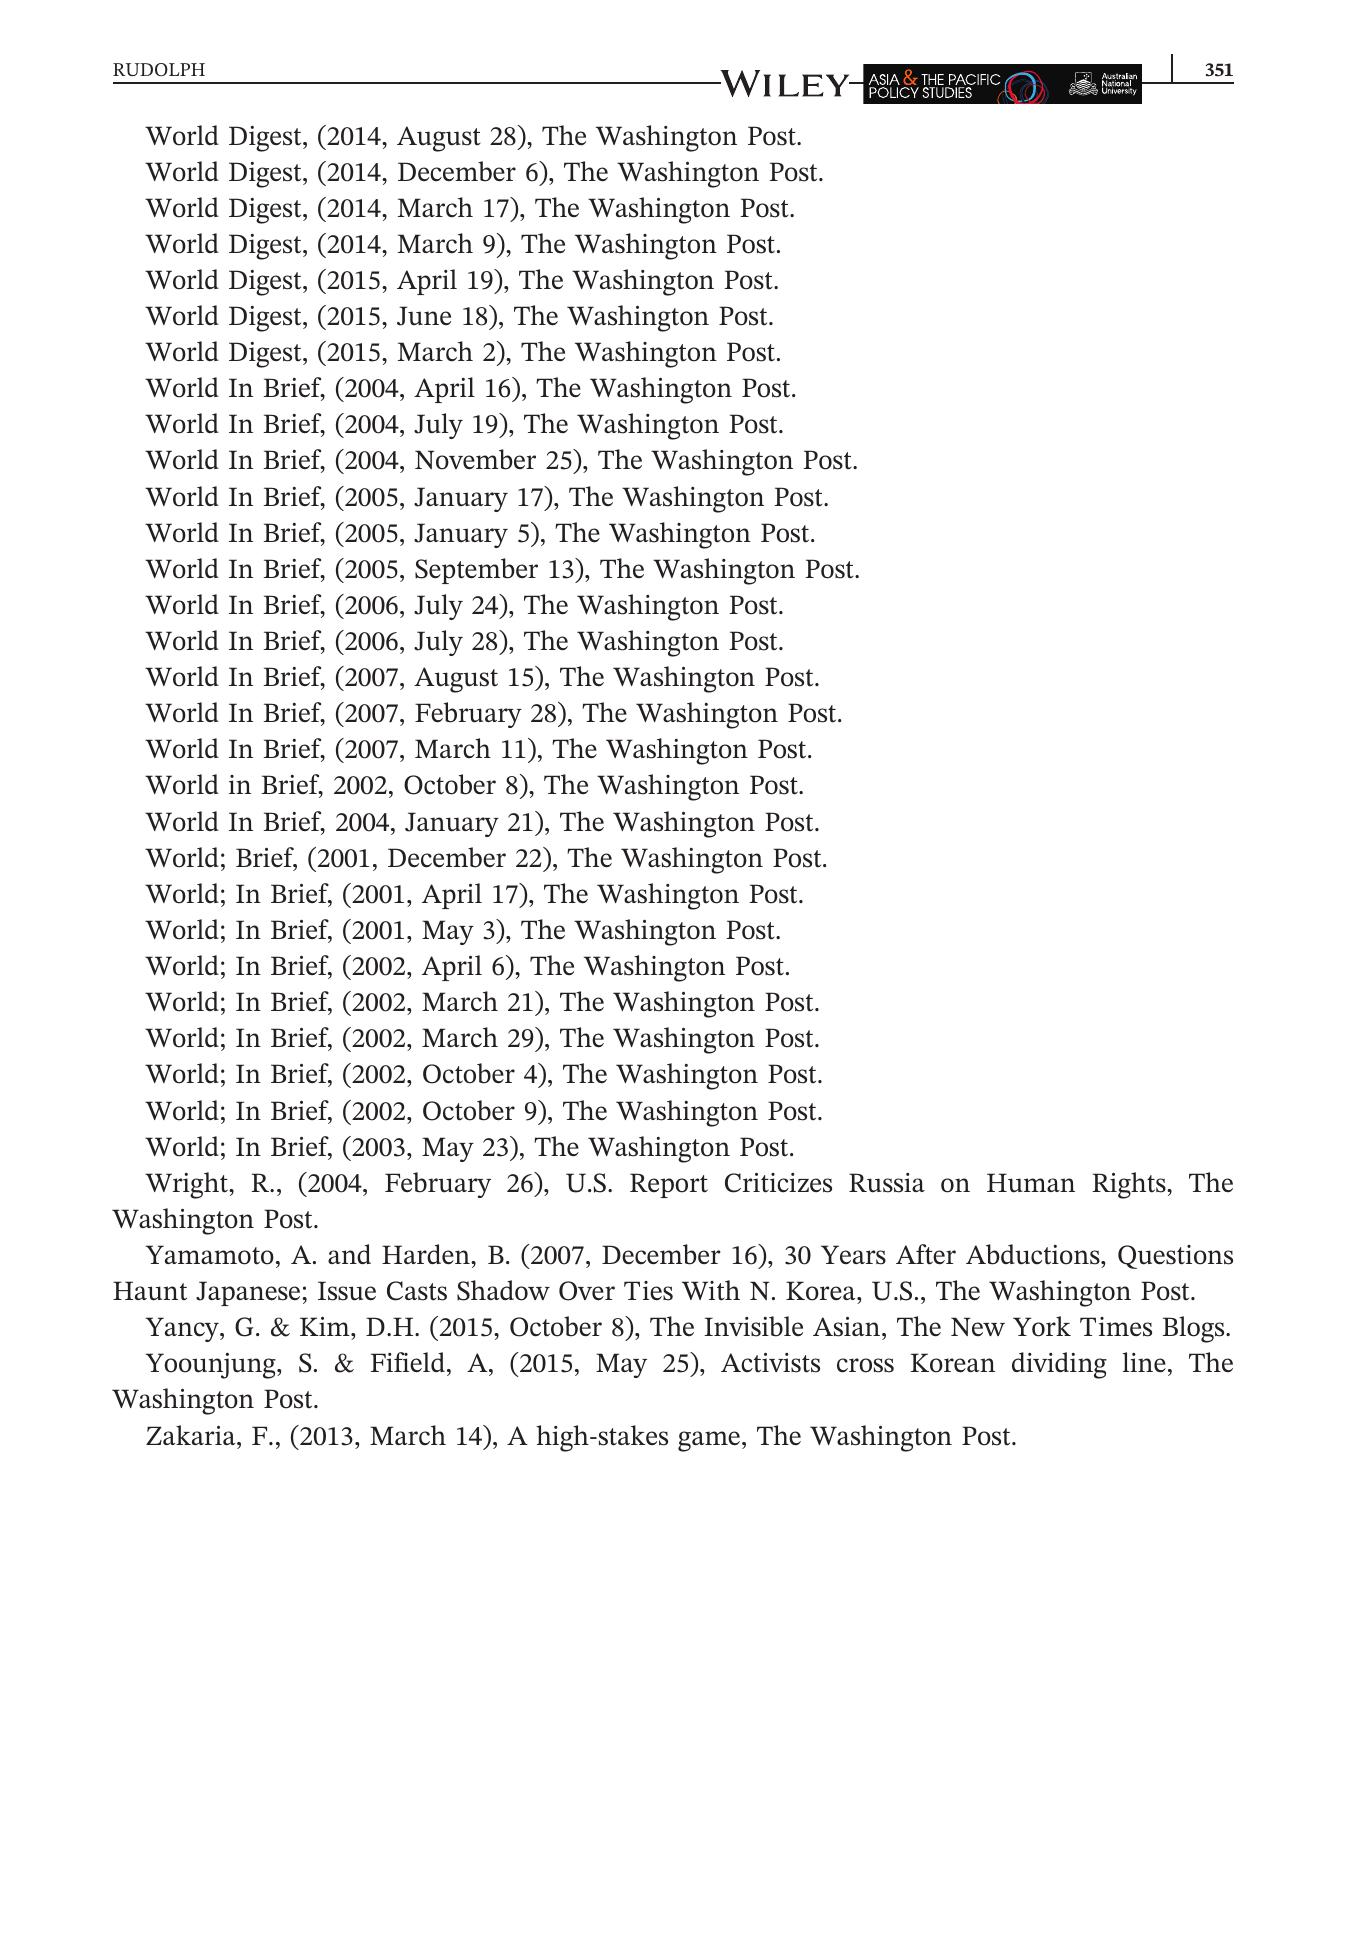 RUDOLPH
WILEY
ASIA & THE PACIFIC
POLICY STUDIES
Australian
National
University
351
World Digest, (2014, August 28), The Washington Post.
World Digest, (2014, December 6), The Washington Post.
World Digest, (2014, March 17), The Washington Post.
World Digest, (2014, March 9), The Washington Post.
World Digest, (2015, April 19), The Washington Post.
World Digest, (2015, June 18), The Washington Post.
World Digest, (2015, March 2), The Washington Post.
World In Brief, (2004, April 16), The Washington Post.
World In Brief, (2004, July 19), The Washington Post.
World In Brief, (2004, November 25), The Washington Post.
World In Brief, (2005, January 17), The Washington Post.
World In Brief, (2005, January 5), The Washington Post.
World In Brief, (2005, September 13), The Washington Post.
World In Brief, (2006, July 24), The Washington Post.
World In Brief, (2006, July 28), The Washington Post.
World In Brief, (2007, August 15), The Washington Post.
World In Brief, (2007, February 28), The Washington Post.
World In Brief, (2007, March 11), The Washington Post.
World in Brief, 2002, October 8), The Washington Post.
World In Brief, 2004, January 21), The Washington Post.
World; Brief, (2001, December 22), The Washington Post.
World; In Brief, (2001, April 17), The Washington Post.
World; In Brief, (2001, May 3), The Washington Post.
World; In Brief, (2002, April 6), The Washington Post.
World; In Brief, (2002, March 21), The Washington Post.
World; In Brief, (2002, March 29), The Washington Post.
World; In Brief, (2002, October 4), The Washington Post.
World; In Brief, (2002, October 9), The Washington Post.
World; In Brief, (2003, May 23), The Washington Post.
Wright, R., (2004, February 26), U.S. Report Criticizes Russia on Human Rights, The
Washington Post.
Yamamoto, A. and Harden, B. (2007, December 16), 30 Years After Abductions, Questions
Haunt Japanese; Issue Casts Shadow Over Ties With N. Korea, U.S., The Washington Post.
Yancy, G. & Kim, D.H. (2015, October 8), The Invisible Asian, The New York Times Blogs.
Yoounjung, S. & Fifield, A, (2015, May 25), Activists cross Korean dividing line, The
Washington Post.
Zakaria, F., (2013, March 14), A high-stakes game, The Washington Post.